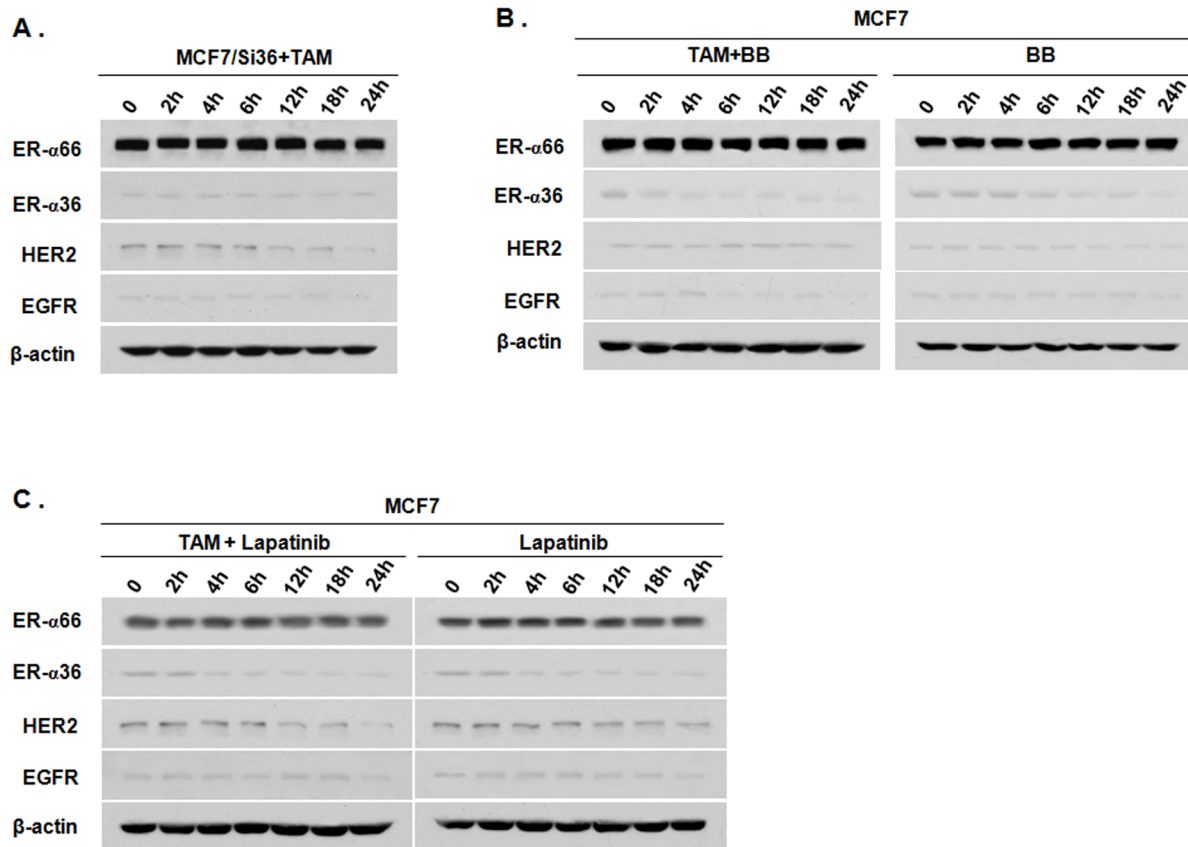 A .
MCF7/Si36+TAM
0 2h 4h 6h 12h 18h 24h
ER-α66
ER-α36
HER2
EGFR
β-actin
B .
MCF7
TAM+BB BB
0 2h 4h 6h 12h 18h 24h 0 2h 4h 6h 12h 18h 24h
ER-α66
ER-α36
HER2
EGFR
β-actin
C .
MCF7
TAM + Lapatinib Lapatinib
0 2h 4h 6h 12h 18h 24h 0 2h 4h 6h 12h 18h 24h
ER-α66
ER-α36
HER2
EGFR
β-actin